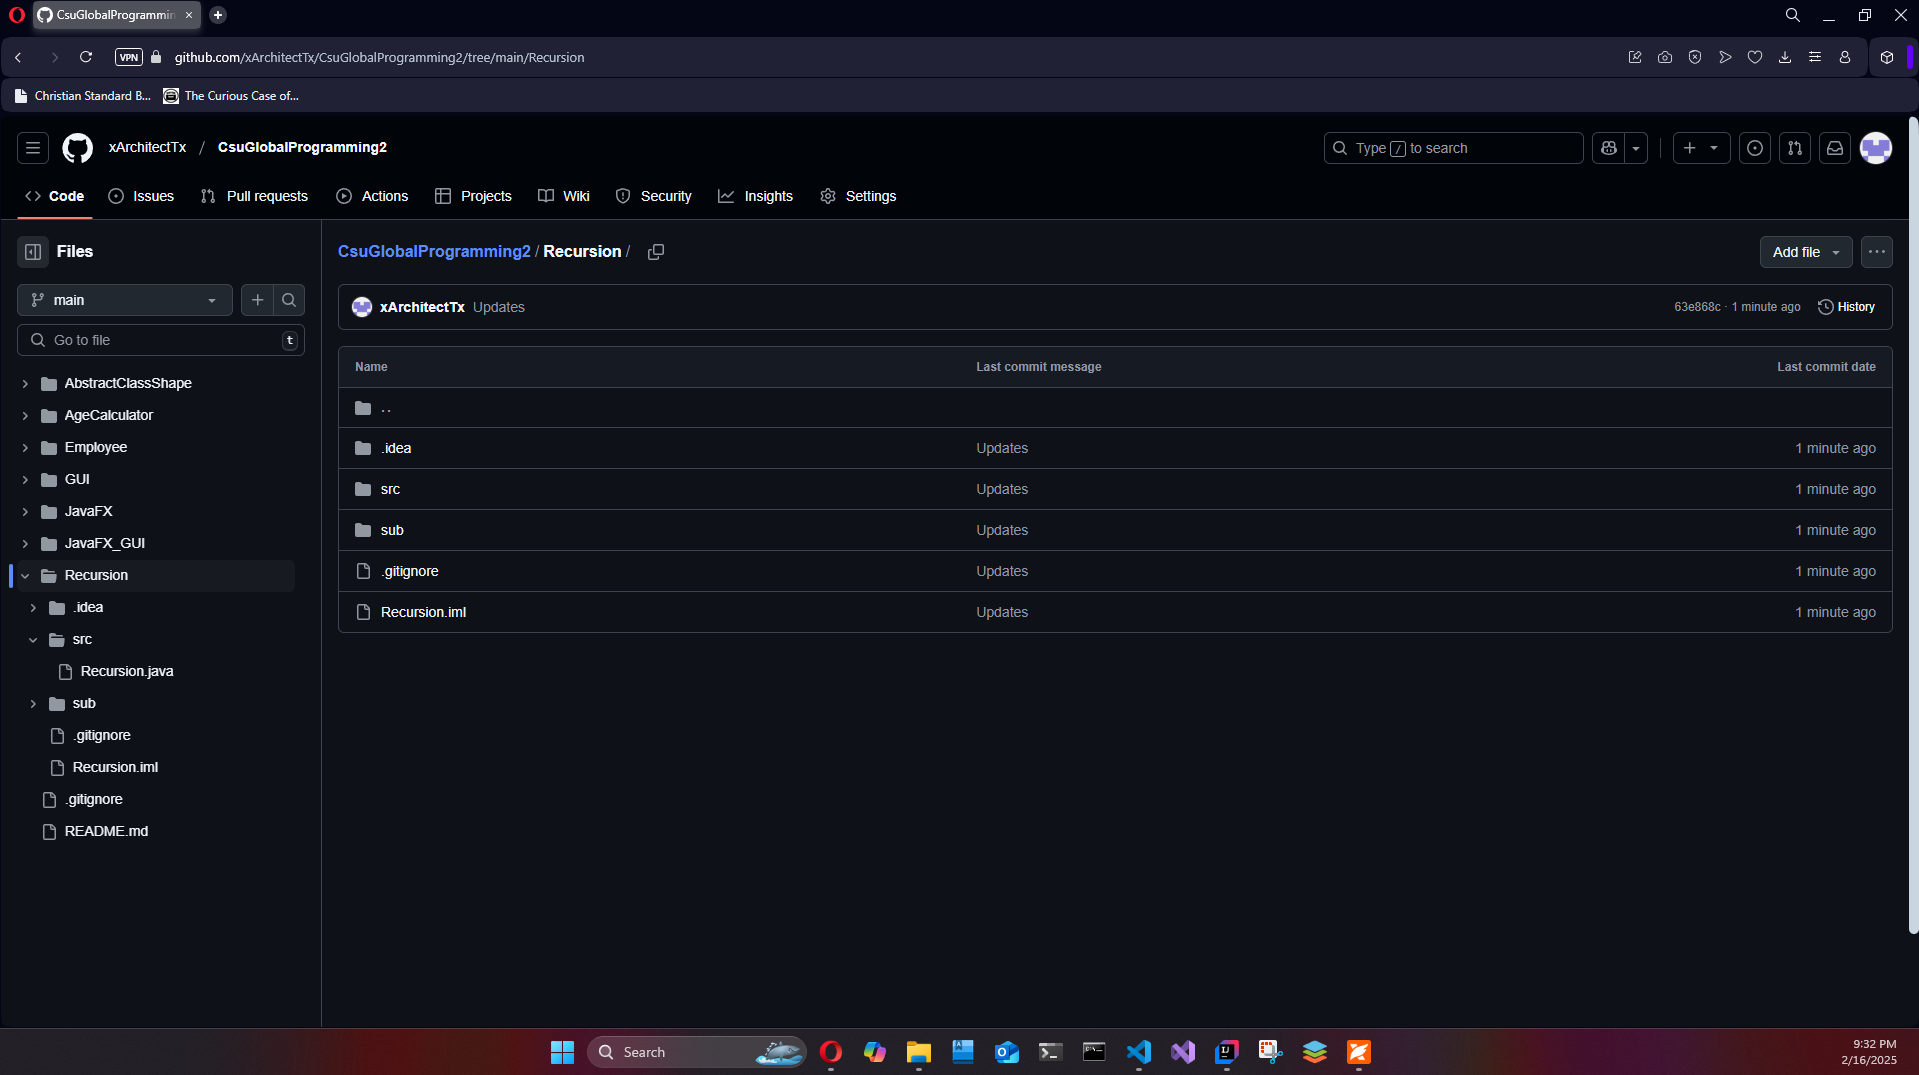 CsuGlobalProgrammin
VPN github.com/xArchitectTx/CsuGlobalProgramming2/tree/main/Recursion
Christian Standard B... The Curious Case of...
xArchitectTx / CsuGlobalProgramming2
Type / to search
Code Issues Pull requests Actions Projects Wiki Security Insights Settings
Files
main
Go to file t
AbstractClassShape
AgeCalculator
Employee
GUI
JavaFX
JavaFX_GUI
Recursion
.idea
src
Recursion.java
sub
.gitignore
Recursion.iml
.gitignore
README.md
CsuGlobalProgramming2 / Recursion /
Add file
xArchitectTx Updates
63e868c · 1 minute ago History
Name Last commit message Last commit date
..
.idea Updates 1 minute ago
src Updates 1 minute ago
sub Updates 1 minute ago
.gitignore Updates 1 minute ago
Recursion.iml Updates 1 minute ago
Search
9:32 PM
2/16/2025